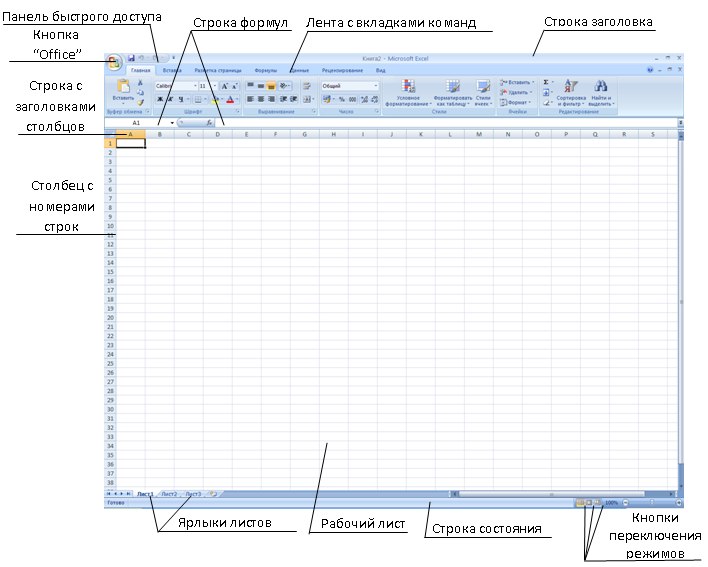 Панель быстрого доступа
Строка формул
Лента с вкладками команд
Строка заголовка
Кнопка
“Office”
Книга2 - Microsoft Excel
Главная Вставка Разметка страницы Формулы Данные Рецензирование Вид
Строка с
заголовками
столбцов
Вставить
Calibri 11
Ж К Ч
Общий
% 000
Условное форматирование
Форматировать как таблицу
Стили ячеек
Вставить
Удалить
Формат
Сортировка и фильтр
Найти и выделить
Буфер обмена Шрифт Выравнивание Число Стили Ячейки Редактирование
A1 fx
A B C D E F G H I J K L M N O P Q R S
1
2
3
4
5
6
7
8
9
10
11
12
13
14
15
16
17
18
19
20
21
22
23
24
25
26
27
28
29
30
31
32
33
34
35
36
37
38
Столбец с
номерами
строк
Лист1 Лист2 Лист3
Готово
100%
Ярлыки листов
Рабочий лист
Строка состояния
Кнопки
переключения
режимов